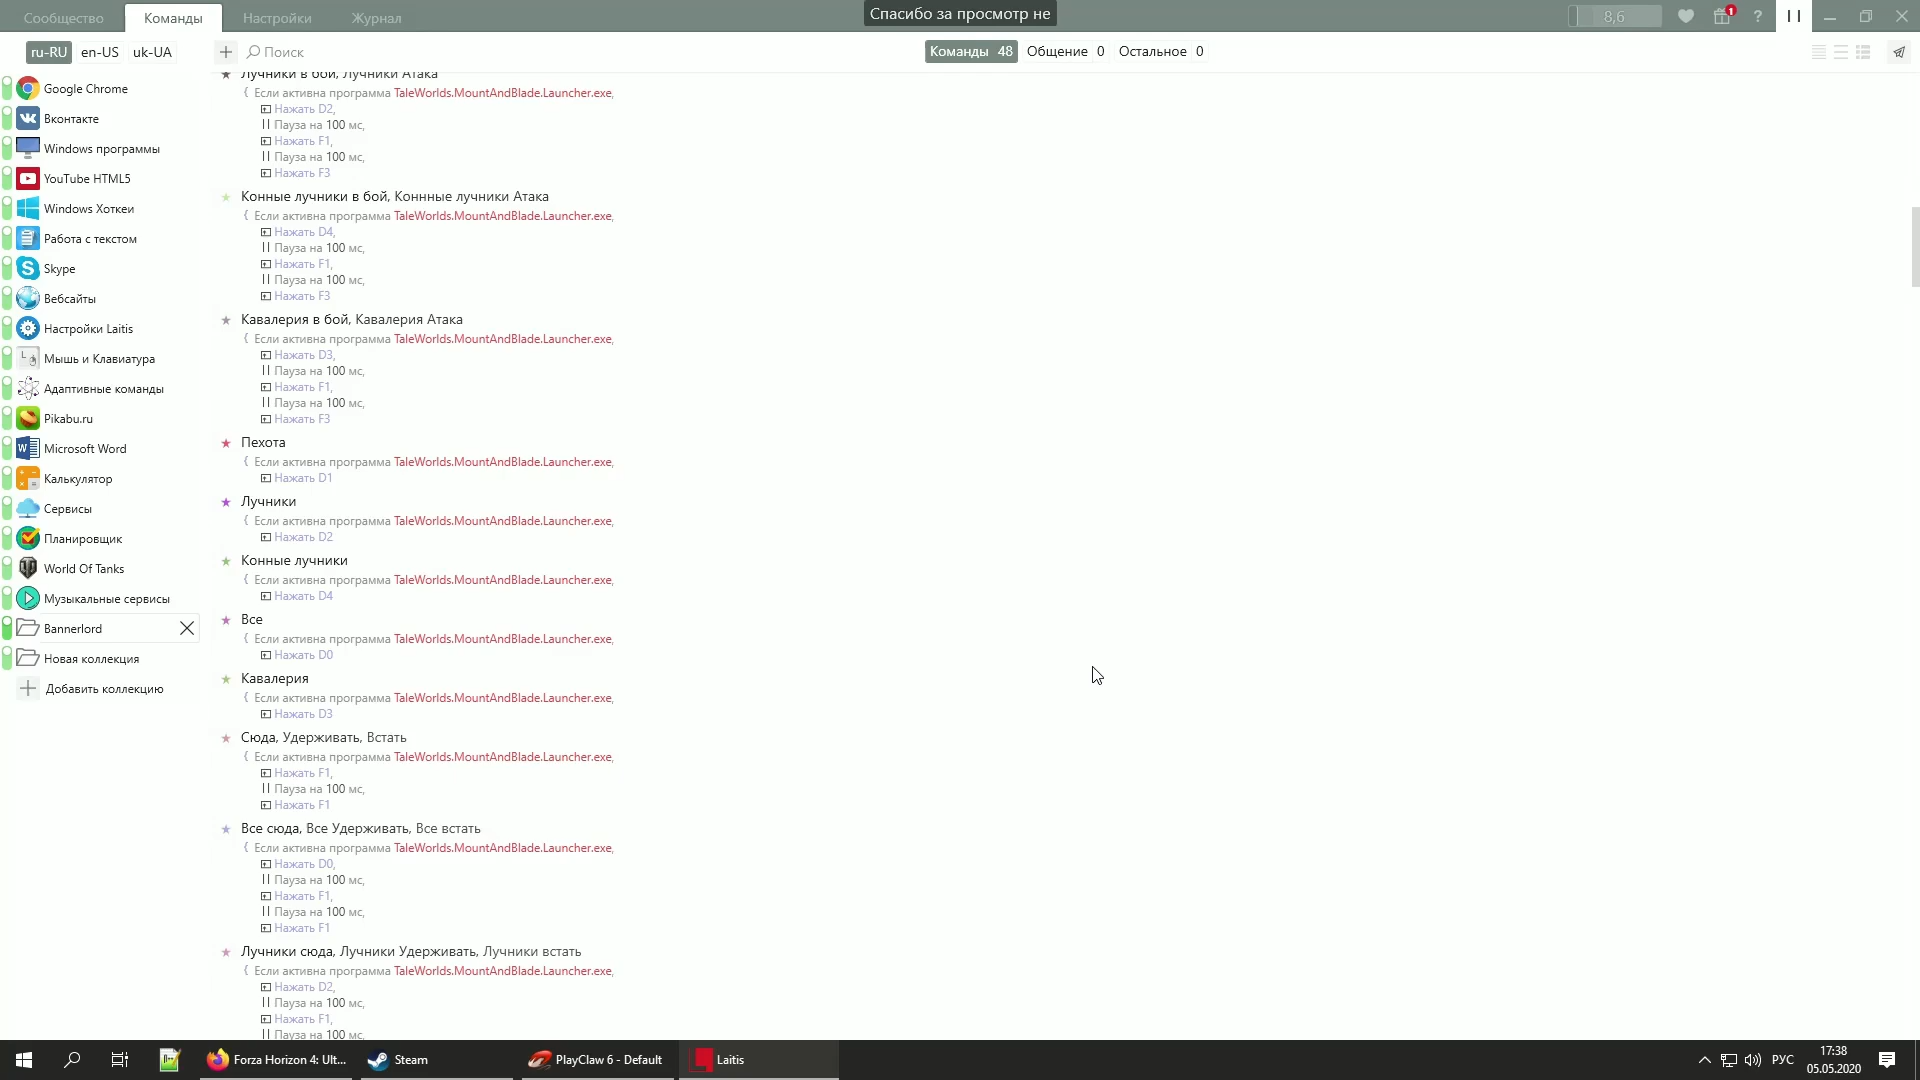 Сообщество
Команды
Настройки
Журнал
Спасибо за просмотр не
8,6
1
?
ru-RU
en-US
uk-UA
Поиск
Команды 48
Общение 0
Остальное 0
Google Chrome
Вконтакте
Windows программы
YouTube HTML5
Windows Хоткеи
Работа с текстом
Skype
Вебсайты
Настройки Laitis
Мышь и Клавиатура
Адаптивные команды
Pikabu.ru
Microsoft Word
Калькулятор
Сервисы
Планировщик
World Of Tanks
Музыкальные сервисы
Bannerlord
Новая коллекция
Добавить коллекцию
Лучники в бой, Лучники Атака
{ Если активна программа TaleWorlds.MountAndBlade.Launcher.exe,
Нажать D2,
Пауза на 100 мс,
Нажать F1,
Пауза на 100 мс,
Нажать F3
Конные лучники в бой, Коннные лучники Атака
{ Если активна программа TaleWorlds.MountAndBlade.Launcher.exe,
Нажать D4,
Пауза на 100 мс,
Нажать F1,
Пауза на 100 мс,
Нажать F3
Кавалерия в бой, Кавалерия Атака
{ Если активна программа TaleWorlds.MountAndBlade.Launcher.exe,
Нажать D3,
Пауза на 100 мс,
Нажать F1,
Пауза на 100 мс,
Нажать F3
Пехота
{ Если активна программа TaleWorlds.MountAndBlade.Launcher.exe,
Нажать D1
Лучники
{ Если активна программа TaleWorlds.MountAndBlade.Launcher.exe,
Нажать D2
Конные лучники
{ Если активна программа TaleWorlds.MountAndBlade.Launcher.exe,
Нажать D4
Все
{ Если активна программа TaleWorlds.MountAndBlade.Launcher.exe,
Нажать D0
Кавалерия
{ Если активна программа TaleWorlds.MountAndBlade.Launcher.exe,
Нажать D3
Сюда, Удерживать, Встать
{ Если активна программа TaleWorlds.MountAndBlade.Launcher.exe,
Нажать F1,
Пауза на 100 мс,
Нажать F1
Все сюда, Все Удерживать, Все встать
{ Если активна программа TaleWorlds.MountAndBlade.Launcher.exe,
Нажать D0,
Пауза на 100 мс,
Нажать F1,
Пауза на 100 мс,
Нажать F1
Лучники сюда, Лучники Удерживать, Лучники встать
{ Если активна программа TaleWorlds.MountAndBlade.Launcher.exe,
Нажать D2,
Пауза на 100 мс,
Нажать F1,
Пауза на 100 мс,
Forza Horizon 4: Ult...
Steam
PlayClaw 6 - Default
Laitis
РУС
17:38
05.05.2020